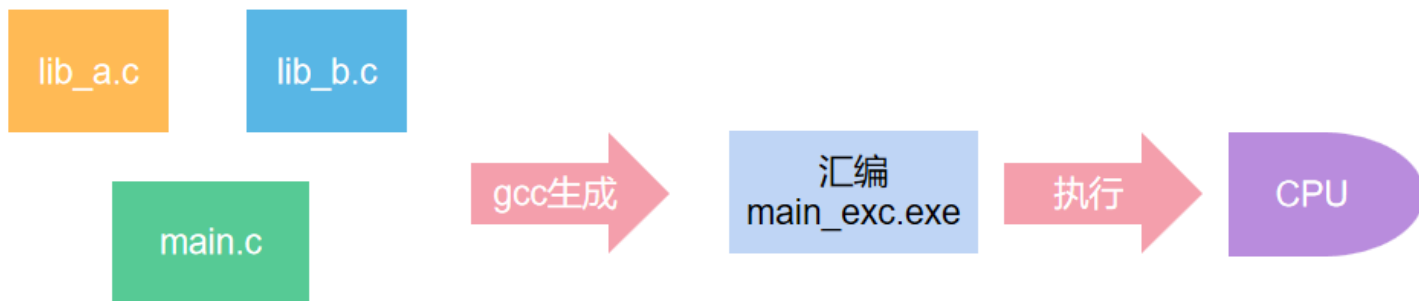 lib_a.c
lib_b.c
main.c
gcc生成
汇编
main_exc.exe
执行
CPU